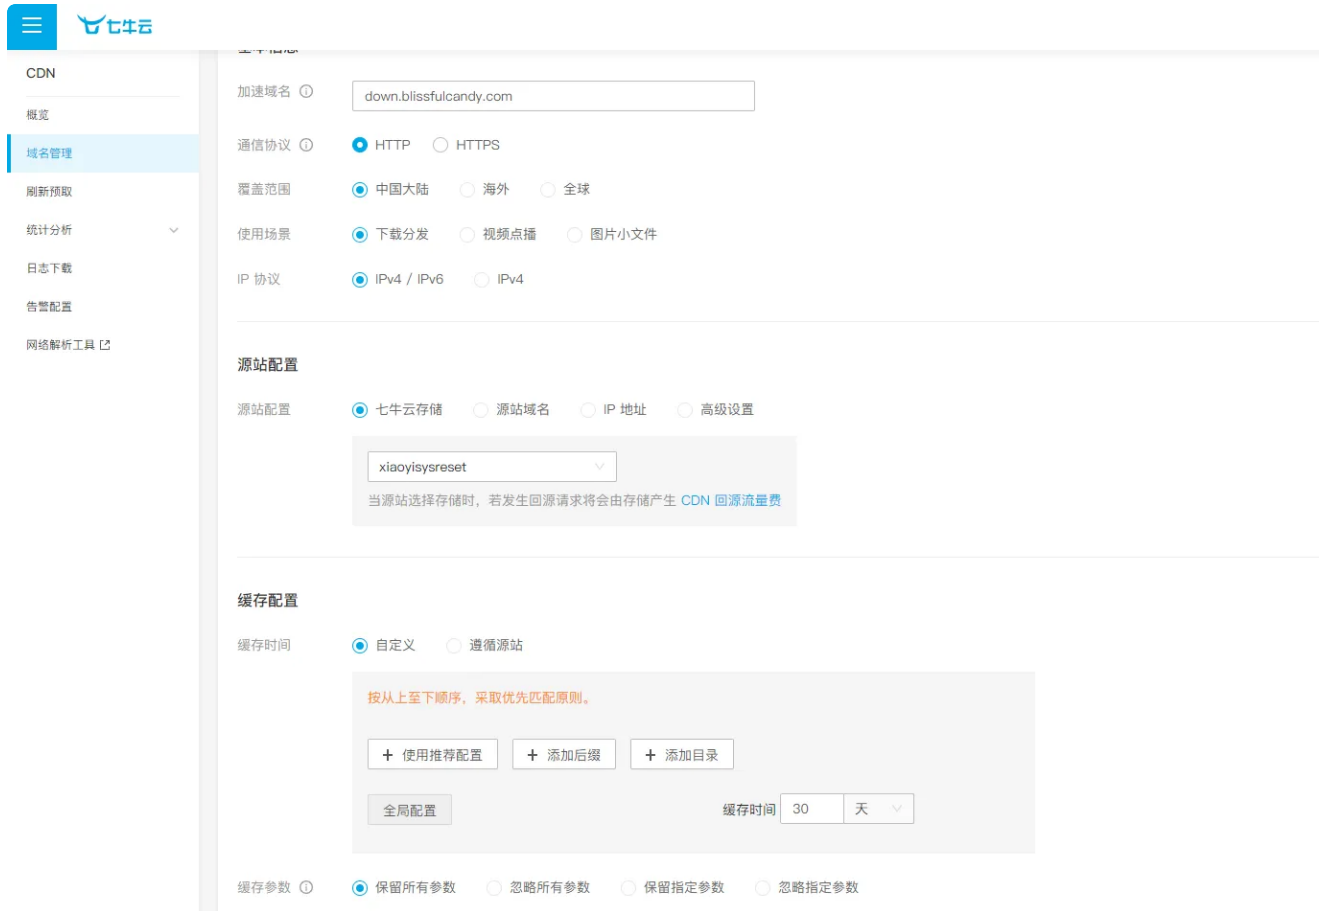 七牛云
CDN
概览
域名管理
刷新预取
统计分析
日志下载
告警配置
网络解析工具
基本信息
加速域名 down.blissfulcandy.com
通信协议 HTTP HTTPS
覆盖范围 中国大陆 海外 全球
使用场景 下载分发 视频点播 图片小文件
IP 协议 IPv4 / IPv6 IPv4
源站配置
源站配置 七牛云存储 源站域名 IP 地址 高级设置
xiaoyisysreset
当源站选择存储时，若发生回源请求将会由存储产生 CDN 回源流量费
缓存配置
缓存时间 自定义 遵循源站
按从上至下顺序，采取优先匹配原则。
+ 使用推荐配置 + 添加后缀 + 添加目录
全局配置 缓存时间 30 天
缓存参数 保留所有参数 忽略所有参数 保留指定参数 忽略指定参数